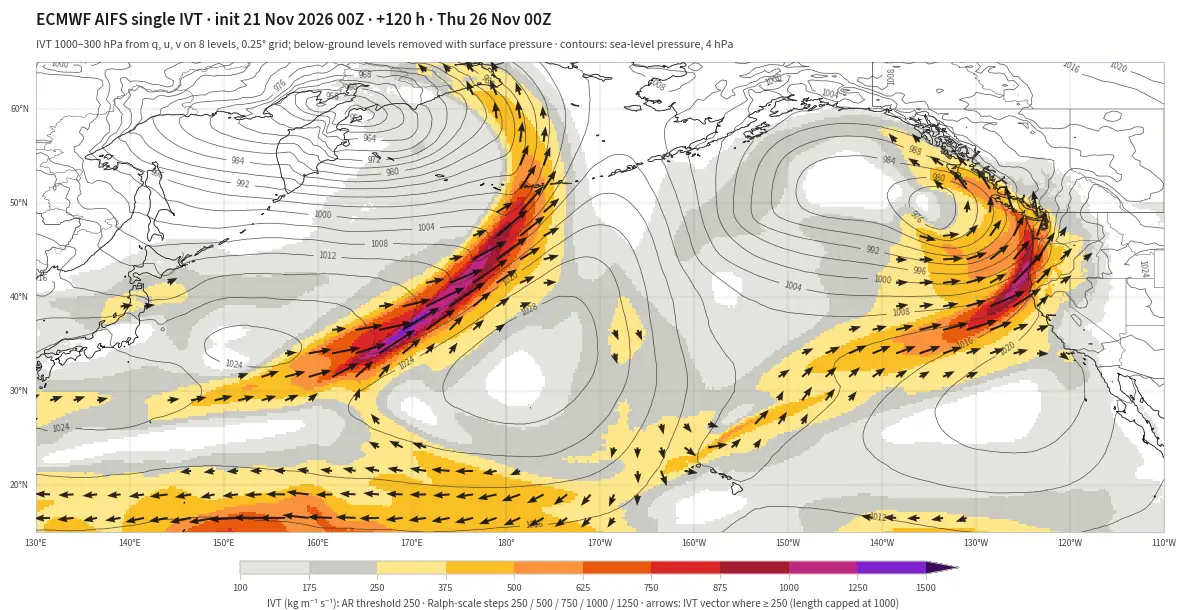 ECMWF AIFS single IVT · init 21 Nov 2026 00Z · +120 h · Thu 26 Nov 00Z
IVT 1000–300 hPa from q, u, v on 8 levels, 0.25° grid; below-ground levels removed with surface pressure · contours: sea-level pressure, 4 hPa
1000 968 1008 1016 1020
976 1008 1008
1004
60°N
964
984 972 988
980 984
992 980
50°N
1000 976
1004
1008 992
1012 996 1024
1000
1004
40°N
1028 1008
1016
1024 1024 1020
30°N
1024
20°N
1016 1012
130°E 140°E 150°E 160°E 170°E 180° 170°W 160°W 150°W 140°W 130°W 120°W 110°W
100 175 250 375 500 625 750 875 1000 1250 1500
IVT (kg m⁻¹ s⁻¹): AR threshold 250 · Ralph-scale steps 250 / 500 / 750 / 1000 / 1250 · arrows: IVT vector where ≥ 250 (length capped at 1000)